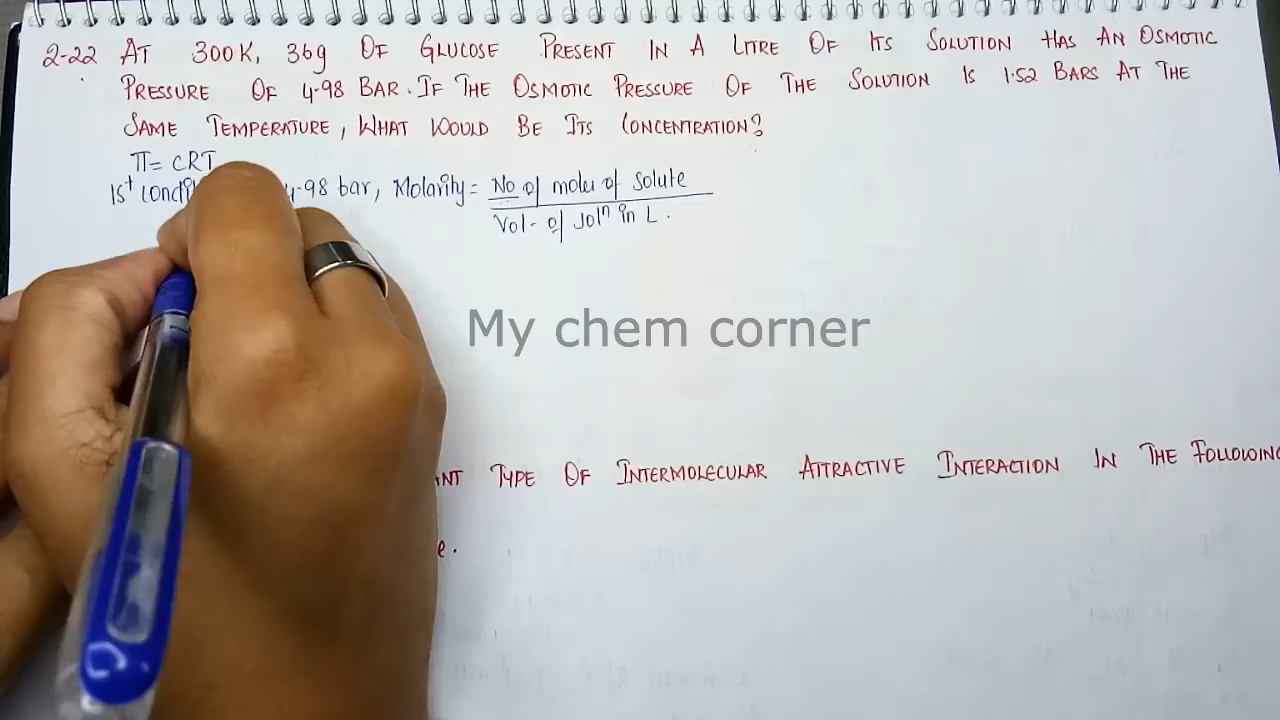 2-22 AT 300K, 36g OF GLUCOSE PRESENT IN A LITRE OF ITS SOLUTION HAS AN OSMOTIC
PRESSURE OF 4.98 BAR. IF THE OSMOTIC PRESSURE OF THE SOLUTION IS 1.52 BARS AT THE
SAME TEMPERATURE, WHAT WOULD BE ITS CONCENTRATION?
π= CRT
Ist 4.98 bar, Molarity = No of moles of solute
Vol. of solⁿ in L.
My chem corner
TYPE OF INTERMOLECULAR ATTRACTIVE INTERACTION IN THE FOLLOWING